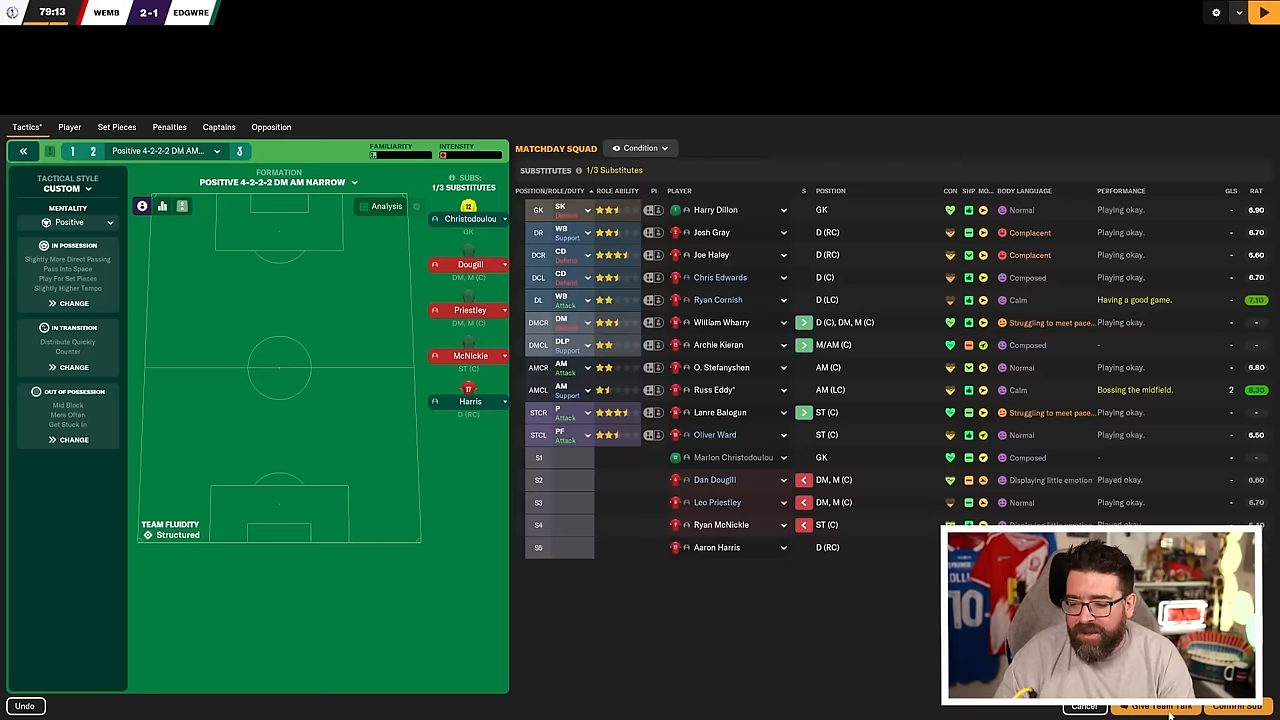 79:13 WEMB 2-1 EDGWRE
Tactics* Player Set Pieces Penalties Captains Opposition
1 2 Positive 4-2-2-2 DM AM... 3 FAMILIARITY INTENSITY
TACTICAL STYLE
CUSTOM
MENTALITY
Positive
IN POSSESSION
Slightly More Direct Passing
Pass Into Space
Play For Set Pieces
Slightly Higher Tempo
CHANGE
IN TRANSITION
Distribute Quickly
Counter
CHANGE
OUT OF POSSESSION
Mid Block
More Often
Get Stuck In
CHANGE
FORMATION
POSITIVE 4-2-2-2 DM AM NARROW
Analysis
TEAM FLUIDITY
Structured
SUBS:
1/3 SUBSTITUTES
12
Christodoulou
GK
Dougill
DM, M (C)
Priestley
DM, M (C)
McNickle
ST (C)
17
Harris
D (RC)
MATCHDAY SQUAD Condition
SUBSTITUTES 1/3 Substitutes
POSITION/ROLE/DUTY ROLE ABILITY PI PLAYER S POSITION CON SHP MO... BODY LANGUAGE PERFORMANCE GLS RAT
GK SK Defend Harry Dillon GK Normal Playing okay. - 6.90
DR WB Support Josh Gray D (RC) Complacent Playing okay. - 6.70
DCR CD Defend Joe Haley D (RC) Complacent Playing okay. - 6.60
DCL CD Defend Chris Edwards D (C) Composed Playing okay. - 6.70
DL WB Attack Ryan Cornish D (LC) Calm Having a good game. - 7.10
DMCR DM Defend William Wharry D (C), DM, M (C) Struggling to meet pace... Playing okay. - -
DMCL DLP Support Archie Kieran M/AM (C) Composed - - -
AMCR AM Attack O. Stefanyshen AM (C) Normal Playing okay. - 6.80
AMCL AM Support Russ Eddy* AM (LC) Calm Bossing the midfield. 2 8.30
STCR P Attack Lanre Balogun ST (C) Struggling to meet pace... Playing okay. - -
STCL PF Attack Oliver Ward ST (C) Normal Playing okay. - 6.50
S1 Marlon Christodoulou GK Composed - - -
S2 Dan Dougill DM, M (C) Displaying little emotion Played okay. - 6.60
S3 Leo Priestley DM, M (C) Normal Playing okay. - 6.70
S4 Ryan McNickle ST (C)
S5 Aaron Harris D (RC)
10
Undo Cancel Give Team Talk Confirm Sub